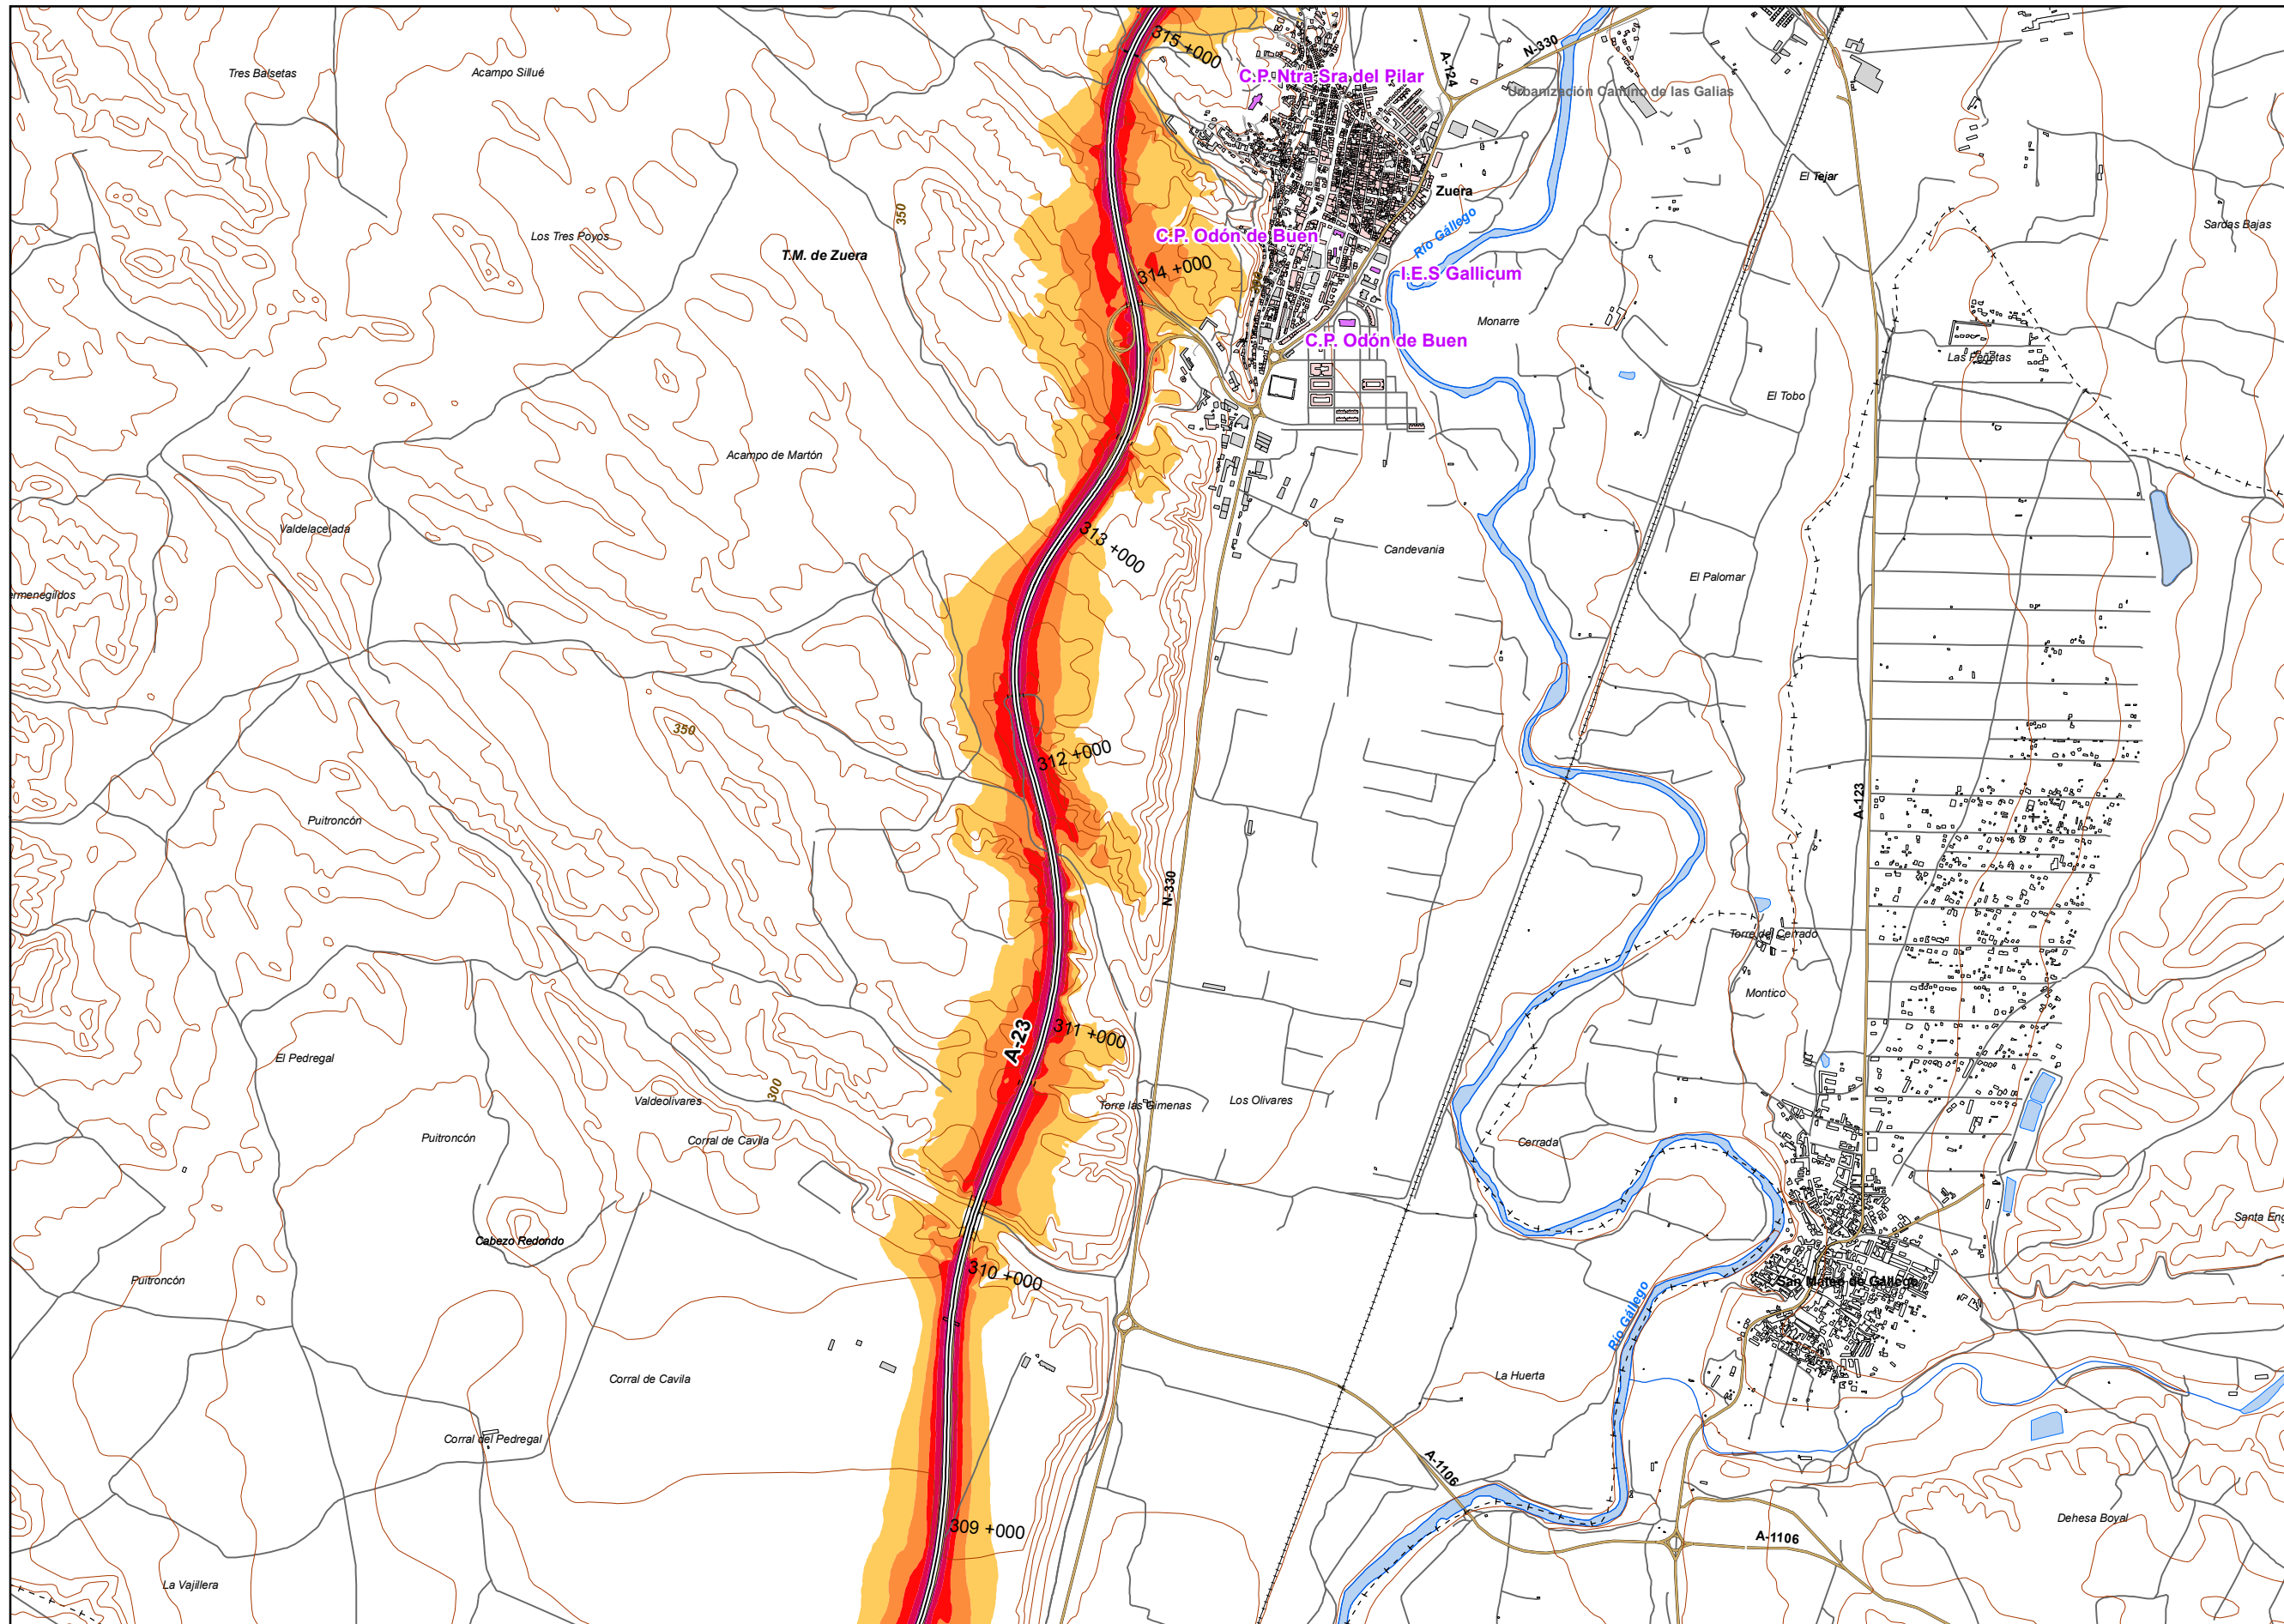 315 +000
N-330
A-124
Tres Balsetas
Acampo Sillué
C.P. Ntra Sra del Pilar
Urbanización Camino de las Galias
El Tejar
Zuera
350
Río Gállego
Sardas Bajas
Los Tres Poyos
C.P. Odón de Buen
T.M. de Zuera
314 +000
I.E.S Gallicum
Monarre
C.P. Odón de Buen
Las Peñetas
El Tobo
Acampo de Martón
Valdelacelada
313 +000
Candevania
El Palomar
ermenegildos
350
312 +000
A-123
Puitroncón
N-330
Torre del Cerrado
Montico
A-23
311 +000
El Pedregal
300
Valdeolivares
Torre las Gimenas
Los Olivares
Puitroncón
Corral de Cavila
Cerrada
Santa Eng
Cabezo Redondo
310 +000
Puitroncón
San Mateo de Gállego
Río Gállego
Corral de Cavila
La Huerta
Corral del Pedregal
A-1106
309 +000
A-1106
Dehesa Boyal
La Vajillera